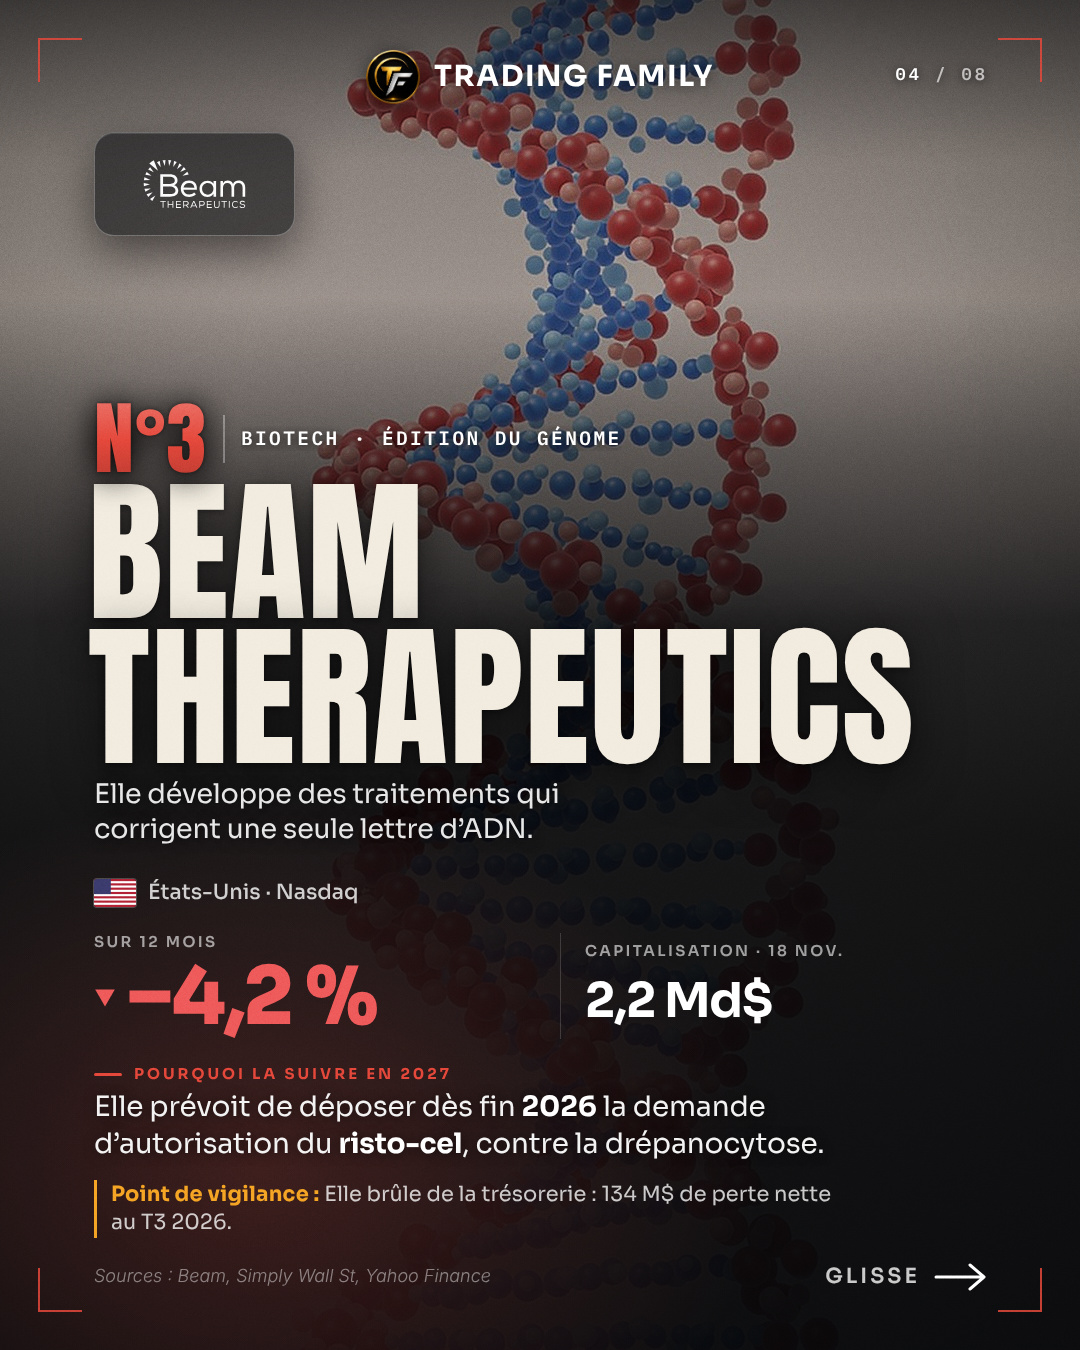 TF TRADING FAMILY
04 / 08
Beam
THERAPEUTICS
N°3 BIOTECH · ÉDITION DU GÉNOME
BEAM
THERAPEUTICS
Elle développe des traitements qui
corrigent une seule lettre d’ADN.
États-Unis · Nasdaq
SUR 12 MOIS
▼ –4,2 %
CAPITALISATION · 18 NOV.
2,2 Md$
POURQUOI LA SUIVRE EN 2027
Elle prévoit de déposer dès fin 2026 la demande
d’autorisation du risto-cel, contre la drépanocytose.
Point de vigilance : Elle brûle de la trésorerie : 134 M$ de perte nette
au T3 2026.
Sources : Beam, Simply Wall St, Yahoo Finance
GLISSE →